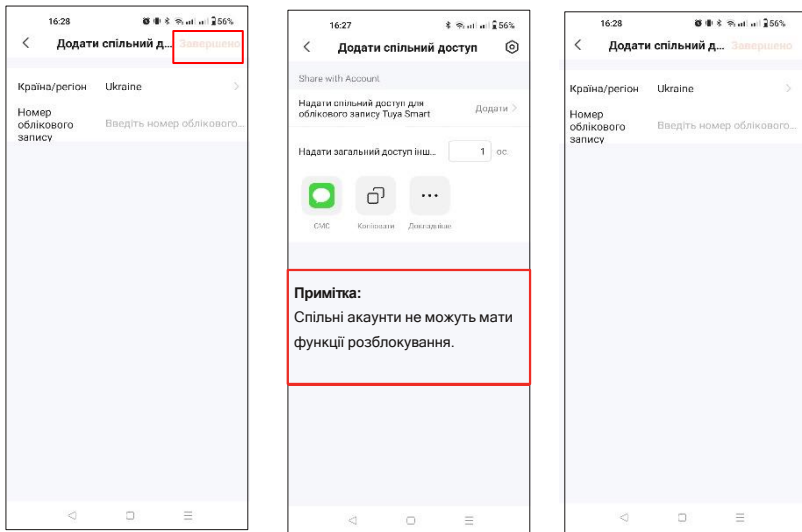 16:28
56%
Додати спільний д... Завершено
Країна/регіон Ukraine
Номер
облікового
запису
Введіть номер облікового...
16:27
56%
Додати спільний доступ
Share with Account
Надати спільний доступ для
облікового запису Tuya Smart
Додати
Надати загальний доступ інш... 1 ос.
СМС Копіювати Докладніше
Примітка:
Спільні акаунти не можуть мати
функції розблокування.
16:28
56%
Додати спільний д... Завершено
Країна/регіон Ukraine
Номер
облікового
запису
Введіть номер облікового...